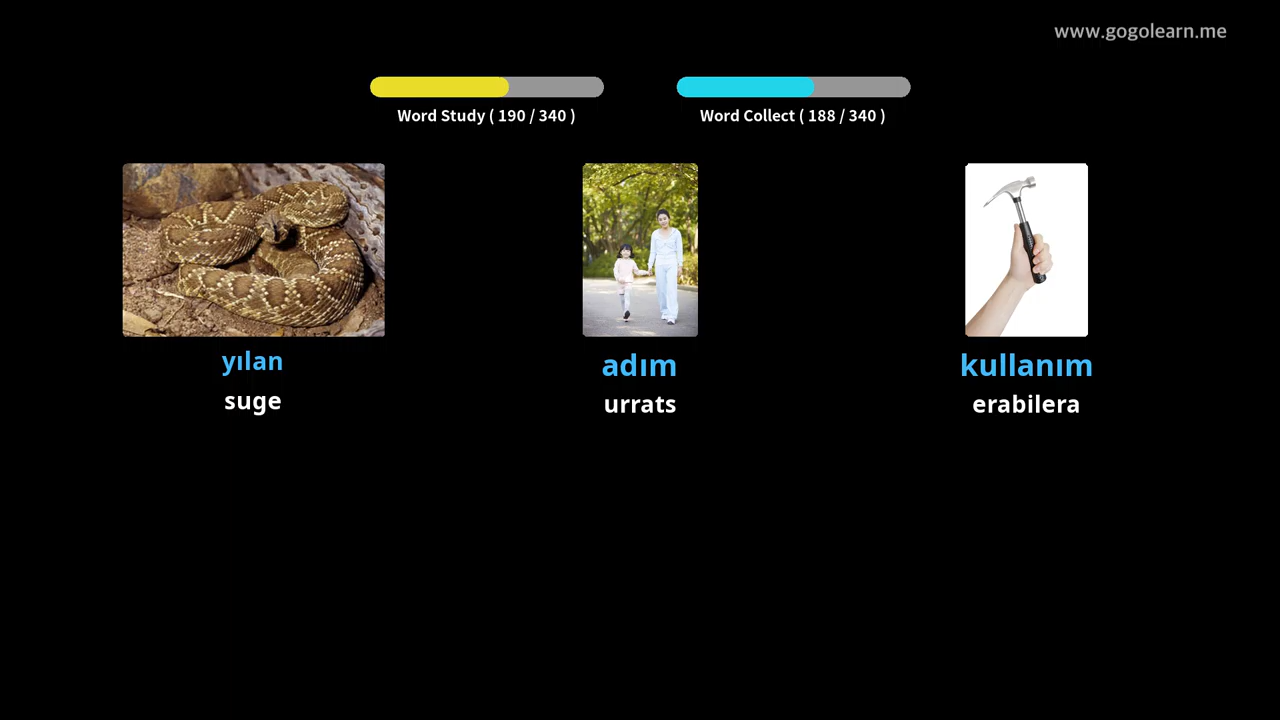 www.gogolearn.me
Word Study ( 190 / 340 )
Word Collect ( 188 / 340 )
yılan
suge
adım
urrats
kullanım
erabilera